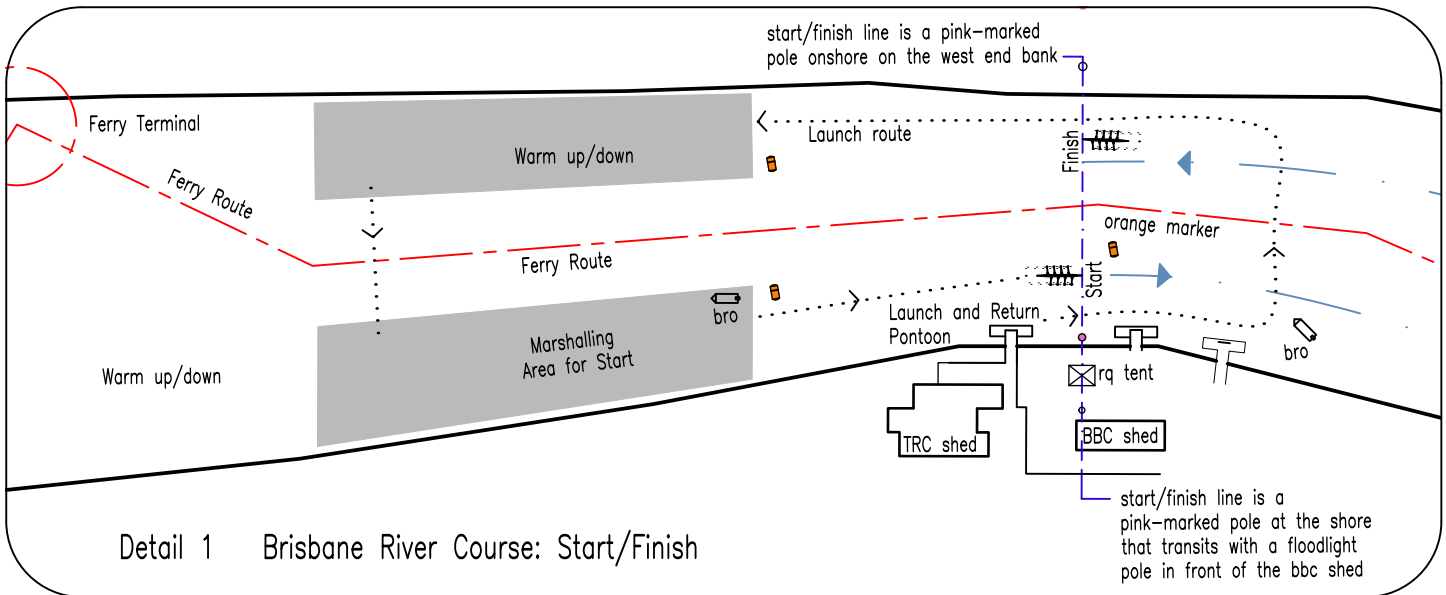 start/finish line is a pink-marked
pole onshore on the west end bank
Ferry Terminal
Launch route
Warm up/down
Finish
Ferry Route
orange marker
Ferry Route
Start
bro
Launch and Return
Pontoon
Marshalling
Area for Start
bro
Warm up/down
rq tent
TRC shed
BBC shed
start/finish line is a
pink-marked pole at the shore
that transits with a floodlight
pole in front of the bbc shed
Detail 1 Brisbane River Course: Start/Finish